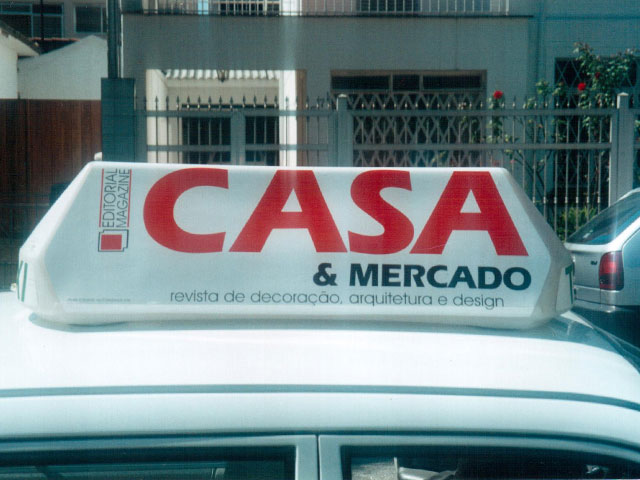 EDITORIAL
MAGAZINE
CASA
& MERCADO
revista de decoração, arquitetura e design